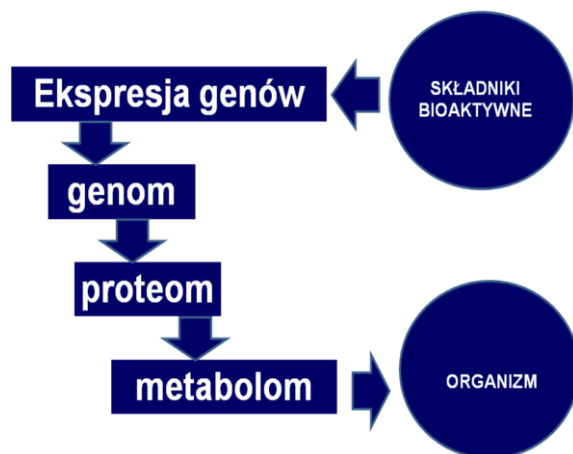 Ekspresja genów
SKŁADNIKI
BIOAKTYWNE
genom
proteom
metabolom
ORGANIZM